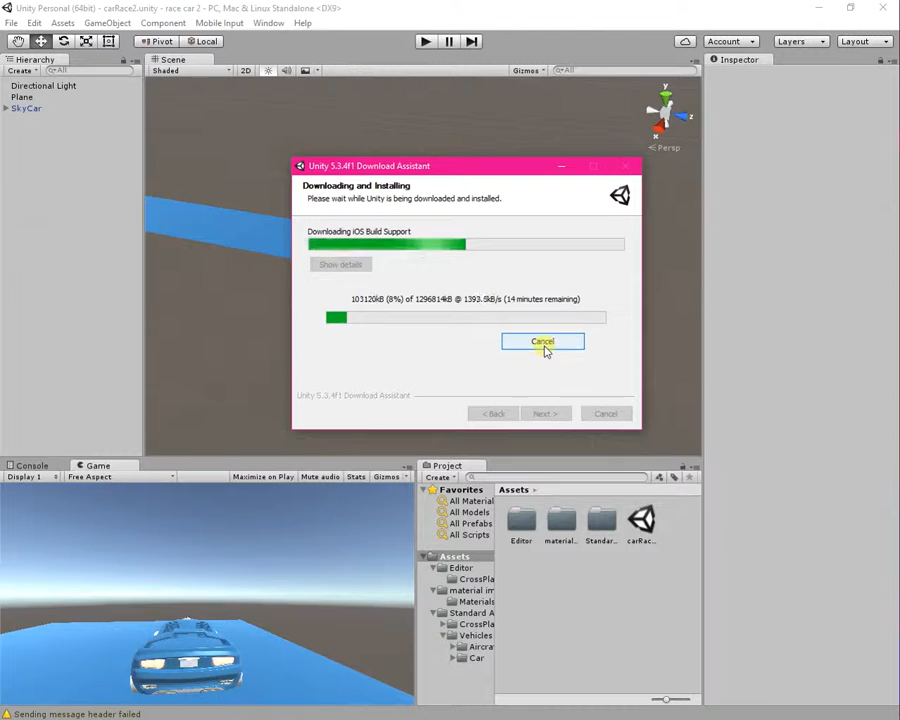 Unity Personal (64bit) - carRace2.unity - race car 2 - PC, Mac & Linux Standalone <DX9>
File Edit Assets GameObject Component Mobile Input Window Help
Pivot Local Account Layers Layout
Hierarchy Scene Inspector
Create All Shaded 2D Gizmos All
Directional Light
Plane
SkyCar
y
z
x
Persp
Unity 5.3.4f1 Download Assistant
Downloading and Installing
Please wait while Unity is being downloaded and installed.
Downloading iOS Build Support
Show details
103120kB (8%) of 1296814kB @ 1393.6kB/s (14 minutes remaining)
Cancel
Unity 5.3.4f1 Download Assistant
< Back Next > Cancel
Console Game Project
Display 1 Free Aspect Maximize on Play Mute audio Stats Gizmos Create
Favorites
All Material
All Models
All Prefabs
All Scripts
Assets
Editor
CrossPla
material im
Materials
Standard A
CrossPla
Vehicles
Aircra
Car
Assets
Editor material... Standar... carRac...
Sending message header failed